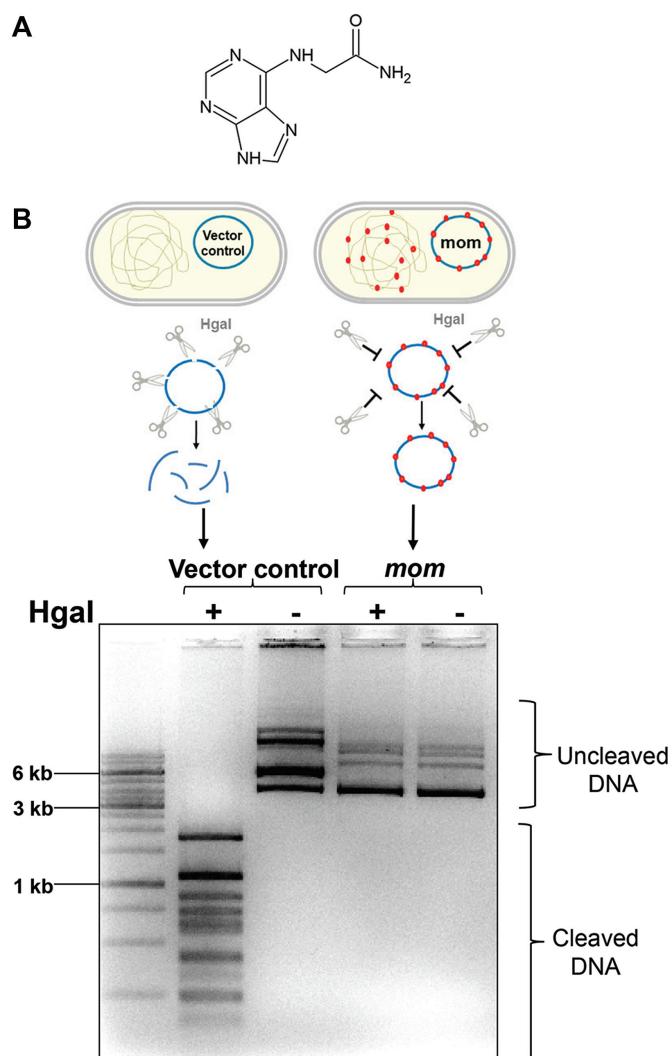 A
O
N
NH
NH2
N
N
NH
B
Vector
control
mom
HgaI
HgaI
Vector control
mom
HgaI
+
-
+
-
Uncleaved
DNA
6 kb
3 kb
1 kb
Cleaved
DNA